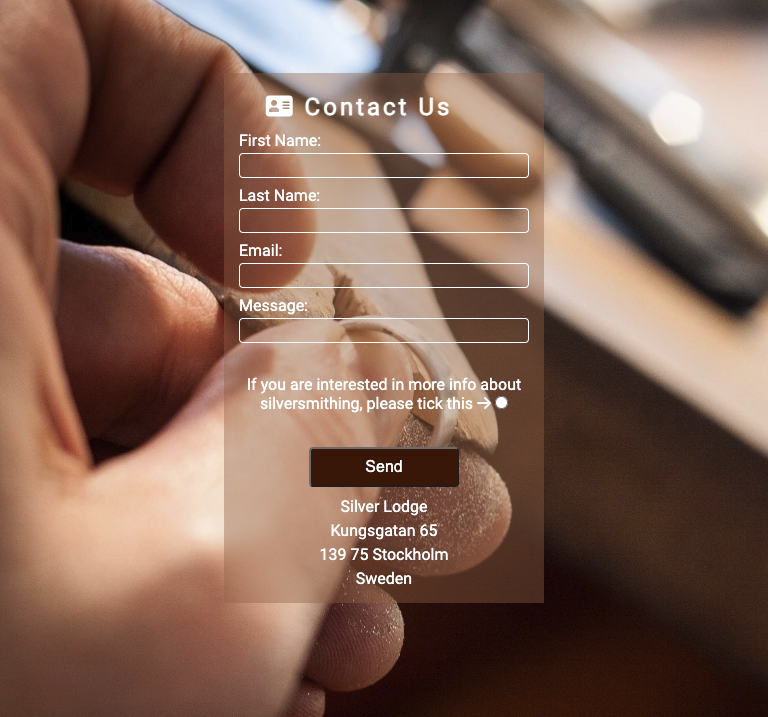 Contact Us
First Name:
Last Name:
Email:
Message:
If you are interested in more info about
silversmithing, please tick this →
Send
Silver Lodge
Kungsgatan 65
139 75 Stockholm
Sweden